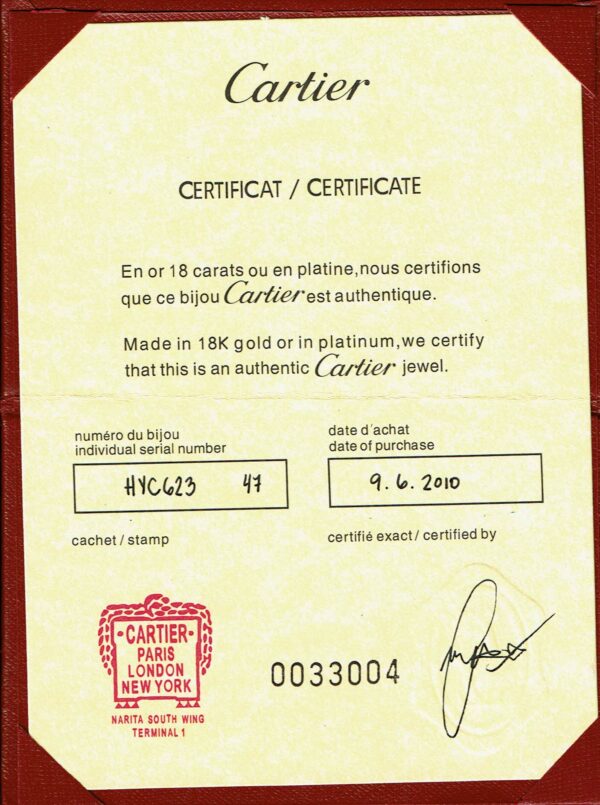 Cartier
CERTIFICAT / CERTIFICATE
En or 18 carats ou en platine,nous certifions
que ce bijou Cartier est authentique.
Made in 18K gold or in platinum,we certify
that this is an authentic Cartier jewel.
numéro du bijou
individual serial number
HYC623 47
date d'achat
date of purchase
9.6.2010
cachet / stamp
certifié exact / certified by
·CARTIER·
PARIS
LONDON
NEW YORK
NARITA SOUTH WING
TERMINAL 1
0033004